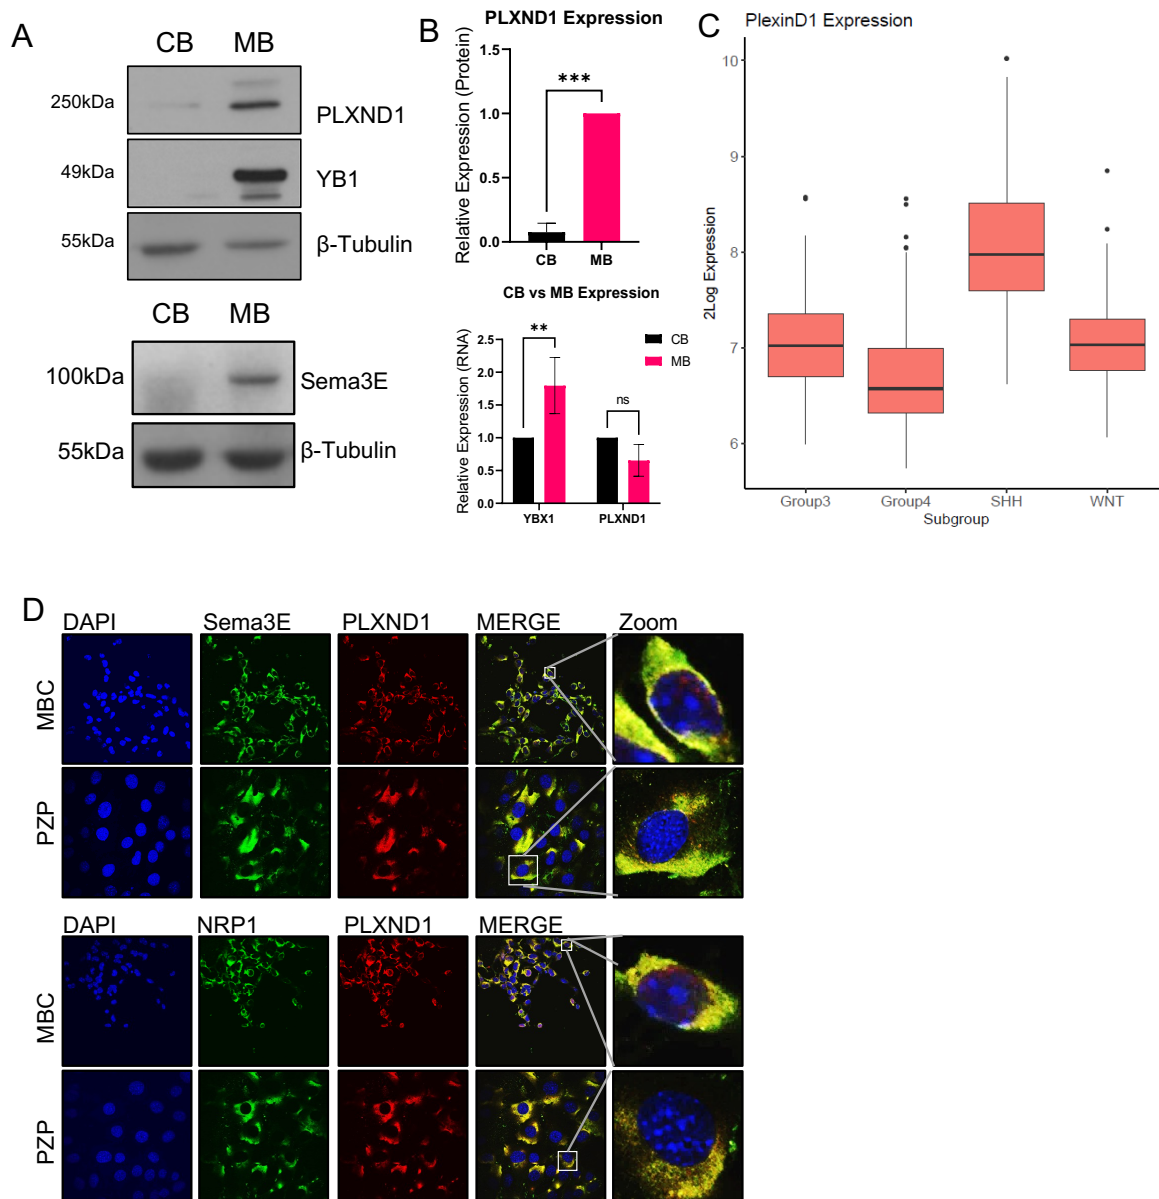 A
CB MB
250kDa
PLXND1
49kDa
YB1
55kDa
β-Tubulin
CB MB
100kDa
Sema3E
55kDa
β-Tubulin
B
PLXND1 Expression
Relative Expression (Protein)
1.5
1.0
0.5
0.0
***
CB MB
CB vs MB Expression
Relative Expression (RNA)
2.5
2.0
1.5
1.0
0.5
0.0
**
ns
CB
MB
YBX1 PLXND1
C
PlexinD1 Expression
2Log Expression
10
9
8
7
6
Group3 Group4 SHH WNT
Subgroup
D
DAPI Sema3E PLXND1 MERGE Zoom
MBC
PZP
DAPI NRP1 PLXND1 MERGE
MBC
PZP